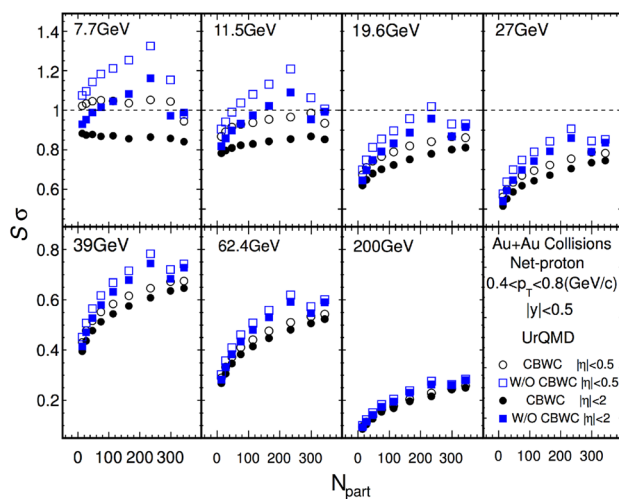 7.7GeV 11.5GeV 19.6GeV 27GeV
1.4
1.2
1
0.8
0.6
Sσ
39GeV 62.4GeV 200GeV
0.8
0.6
0.4
0.2
Au+Au Collisions
Net-proton
0.4<p_T<0.8(GeV/c)
|y|<0.5
UrQMD
CBWC |η|<0.5
W/O CBWC |η|<0.5
CBWC |η|<2
W/O CBWC |η|<2
0 100 200 300 0 100 200 300 0 100 200 300 0 100 200 300
N_part